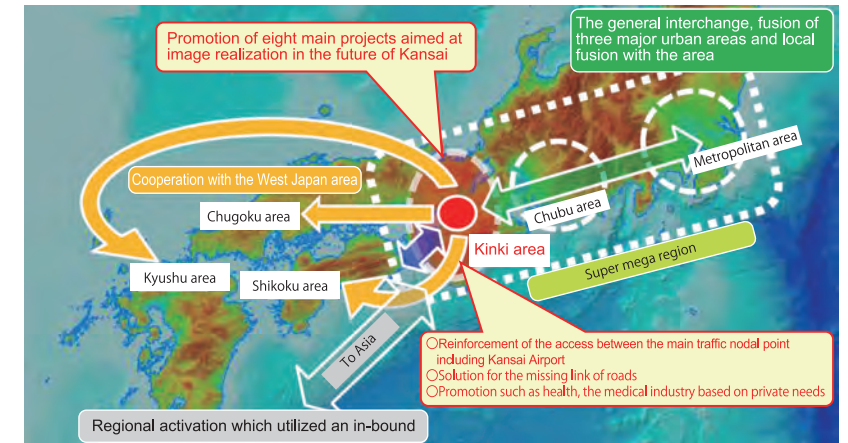 Promotion of eight main projects aimed at
image realization in the future of Kansai
The general interchange, fusion of
three major urban areas and local
fusion with the area
Metropolitan area
Cooperation with the West Japan area
Chugoku area
Chubu area
Kinki area
Kyushu area
Shikoku area
Super mega region
To Asia
○Reinforcement of the access between the main traffic nodal point
including Kansai Airport
○Solution for the missing link of roads
○Promotion such as health, the medical industry based on private needs
Regional activation which utilized an in-bound